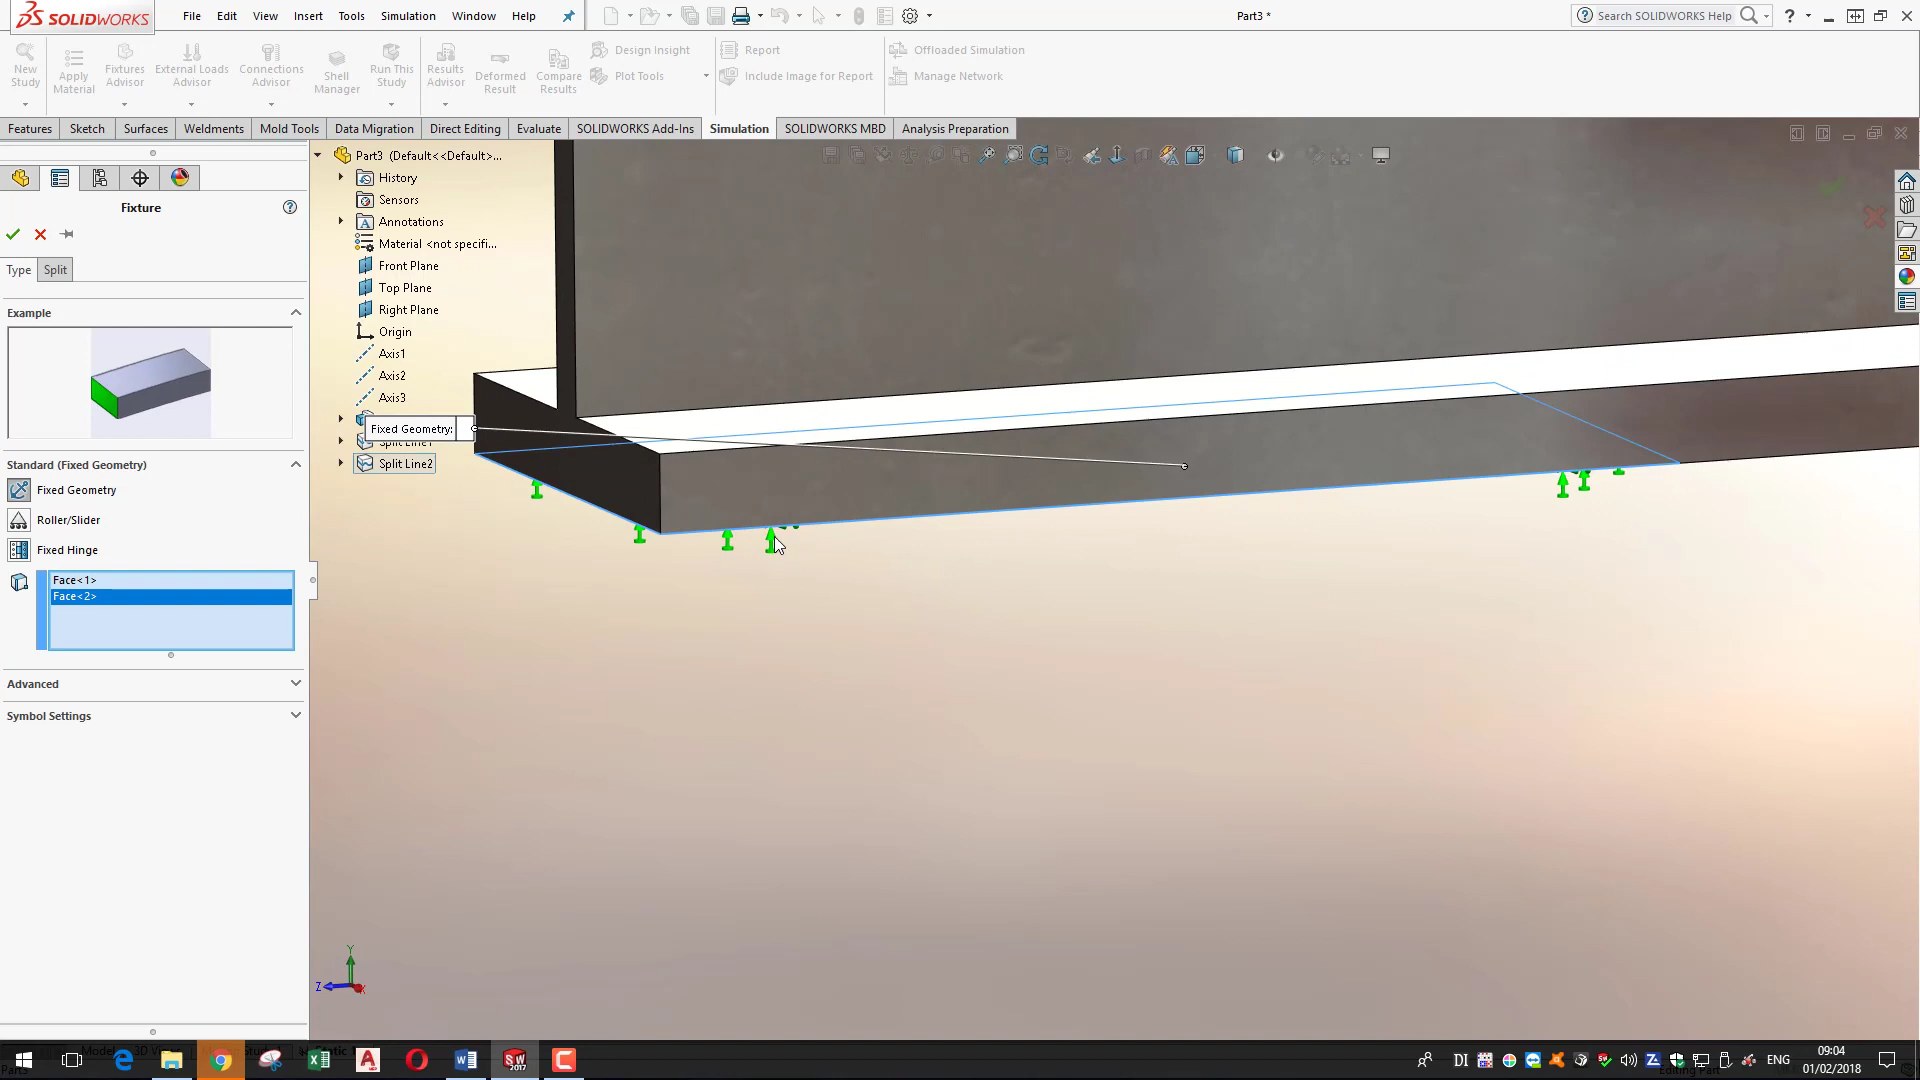 SOLIDWORKS
File Edit View Insert Tools Simulation Window Help
Part3 *
Search SOLIDWORKS Help
New Study
Apply Material
Fixtures Advisor
External Loads Advisor
Connections Advisor
Shell Manager
Run This Study
Results Advisor
Deformed Result
Compare Results
Design Insight
Plot Tools
Report
Include Image for Report
Offloaded Simulation
Manage Network
Features Sketch Surfaces Weldments Mold Tools Data Migration Direct Editing Evaluate SOLIDWORKS Add-Ins Simulation SOLIDWORKS MBD Analysis Preparation
Fixture
Type Split
Example
Standard (Fixed Geometry)
Fixed Geometry
Roller/Slider
Fixed Hinge
Face<1>
Face<2>
Advanced
Symbol Settings
Part3 (Default<<Default>...
History
Sensors
Annotations
Material <not specifi...
Front Plane
Top Plane
Right Plane
Origin
Axis1
Axis2
Axis3
Fixed Geometry:
Split Line1
Split Line2
Y
Z
X
ENG
09:04
01/02/2018